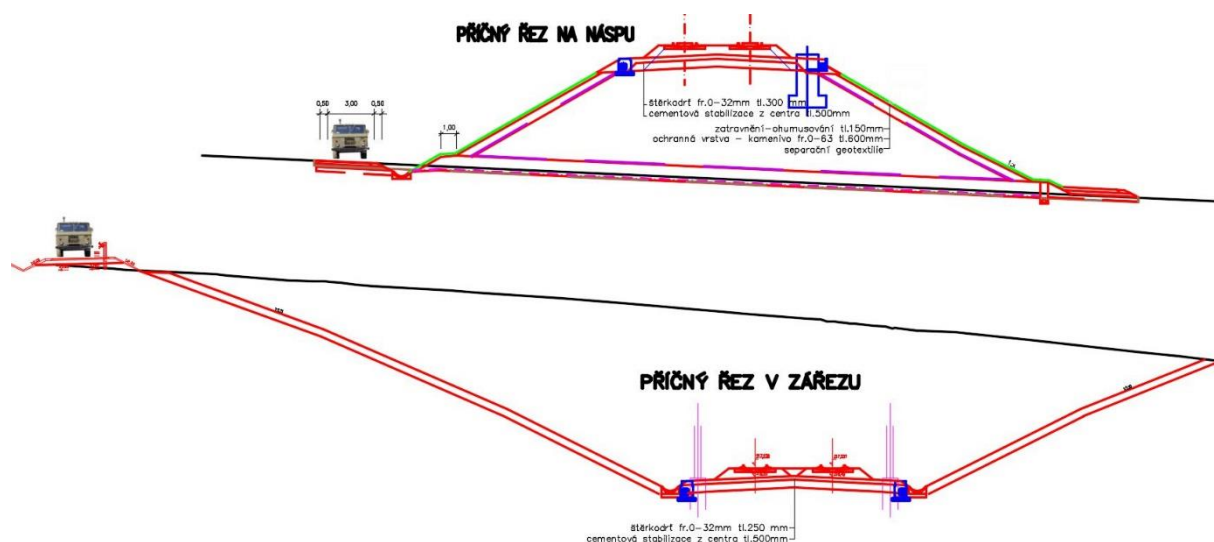 PŘÍČNÝ ŘEZ NA NÁSPU
štěrkodrť fr.0-32mm tl.300 mm
cementová stabilizace z centra tl.500mm
zatravnění-ohumusování tl.150mm
ochranná vrstva - kamenivo fr.0-63 tl.600mm
separační geotextilie
0,50 3,00 0,50
1,00
PŘÍČNÝ ŘEZ V ZÁŘEZU
štěrkodrť fr.0-32mm tl.250 mm
cementová stabilizace z centra tl.500mm